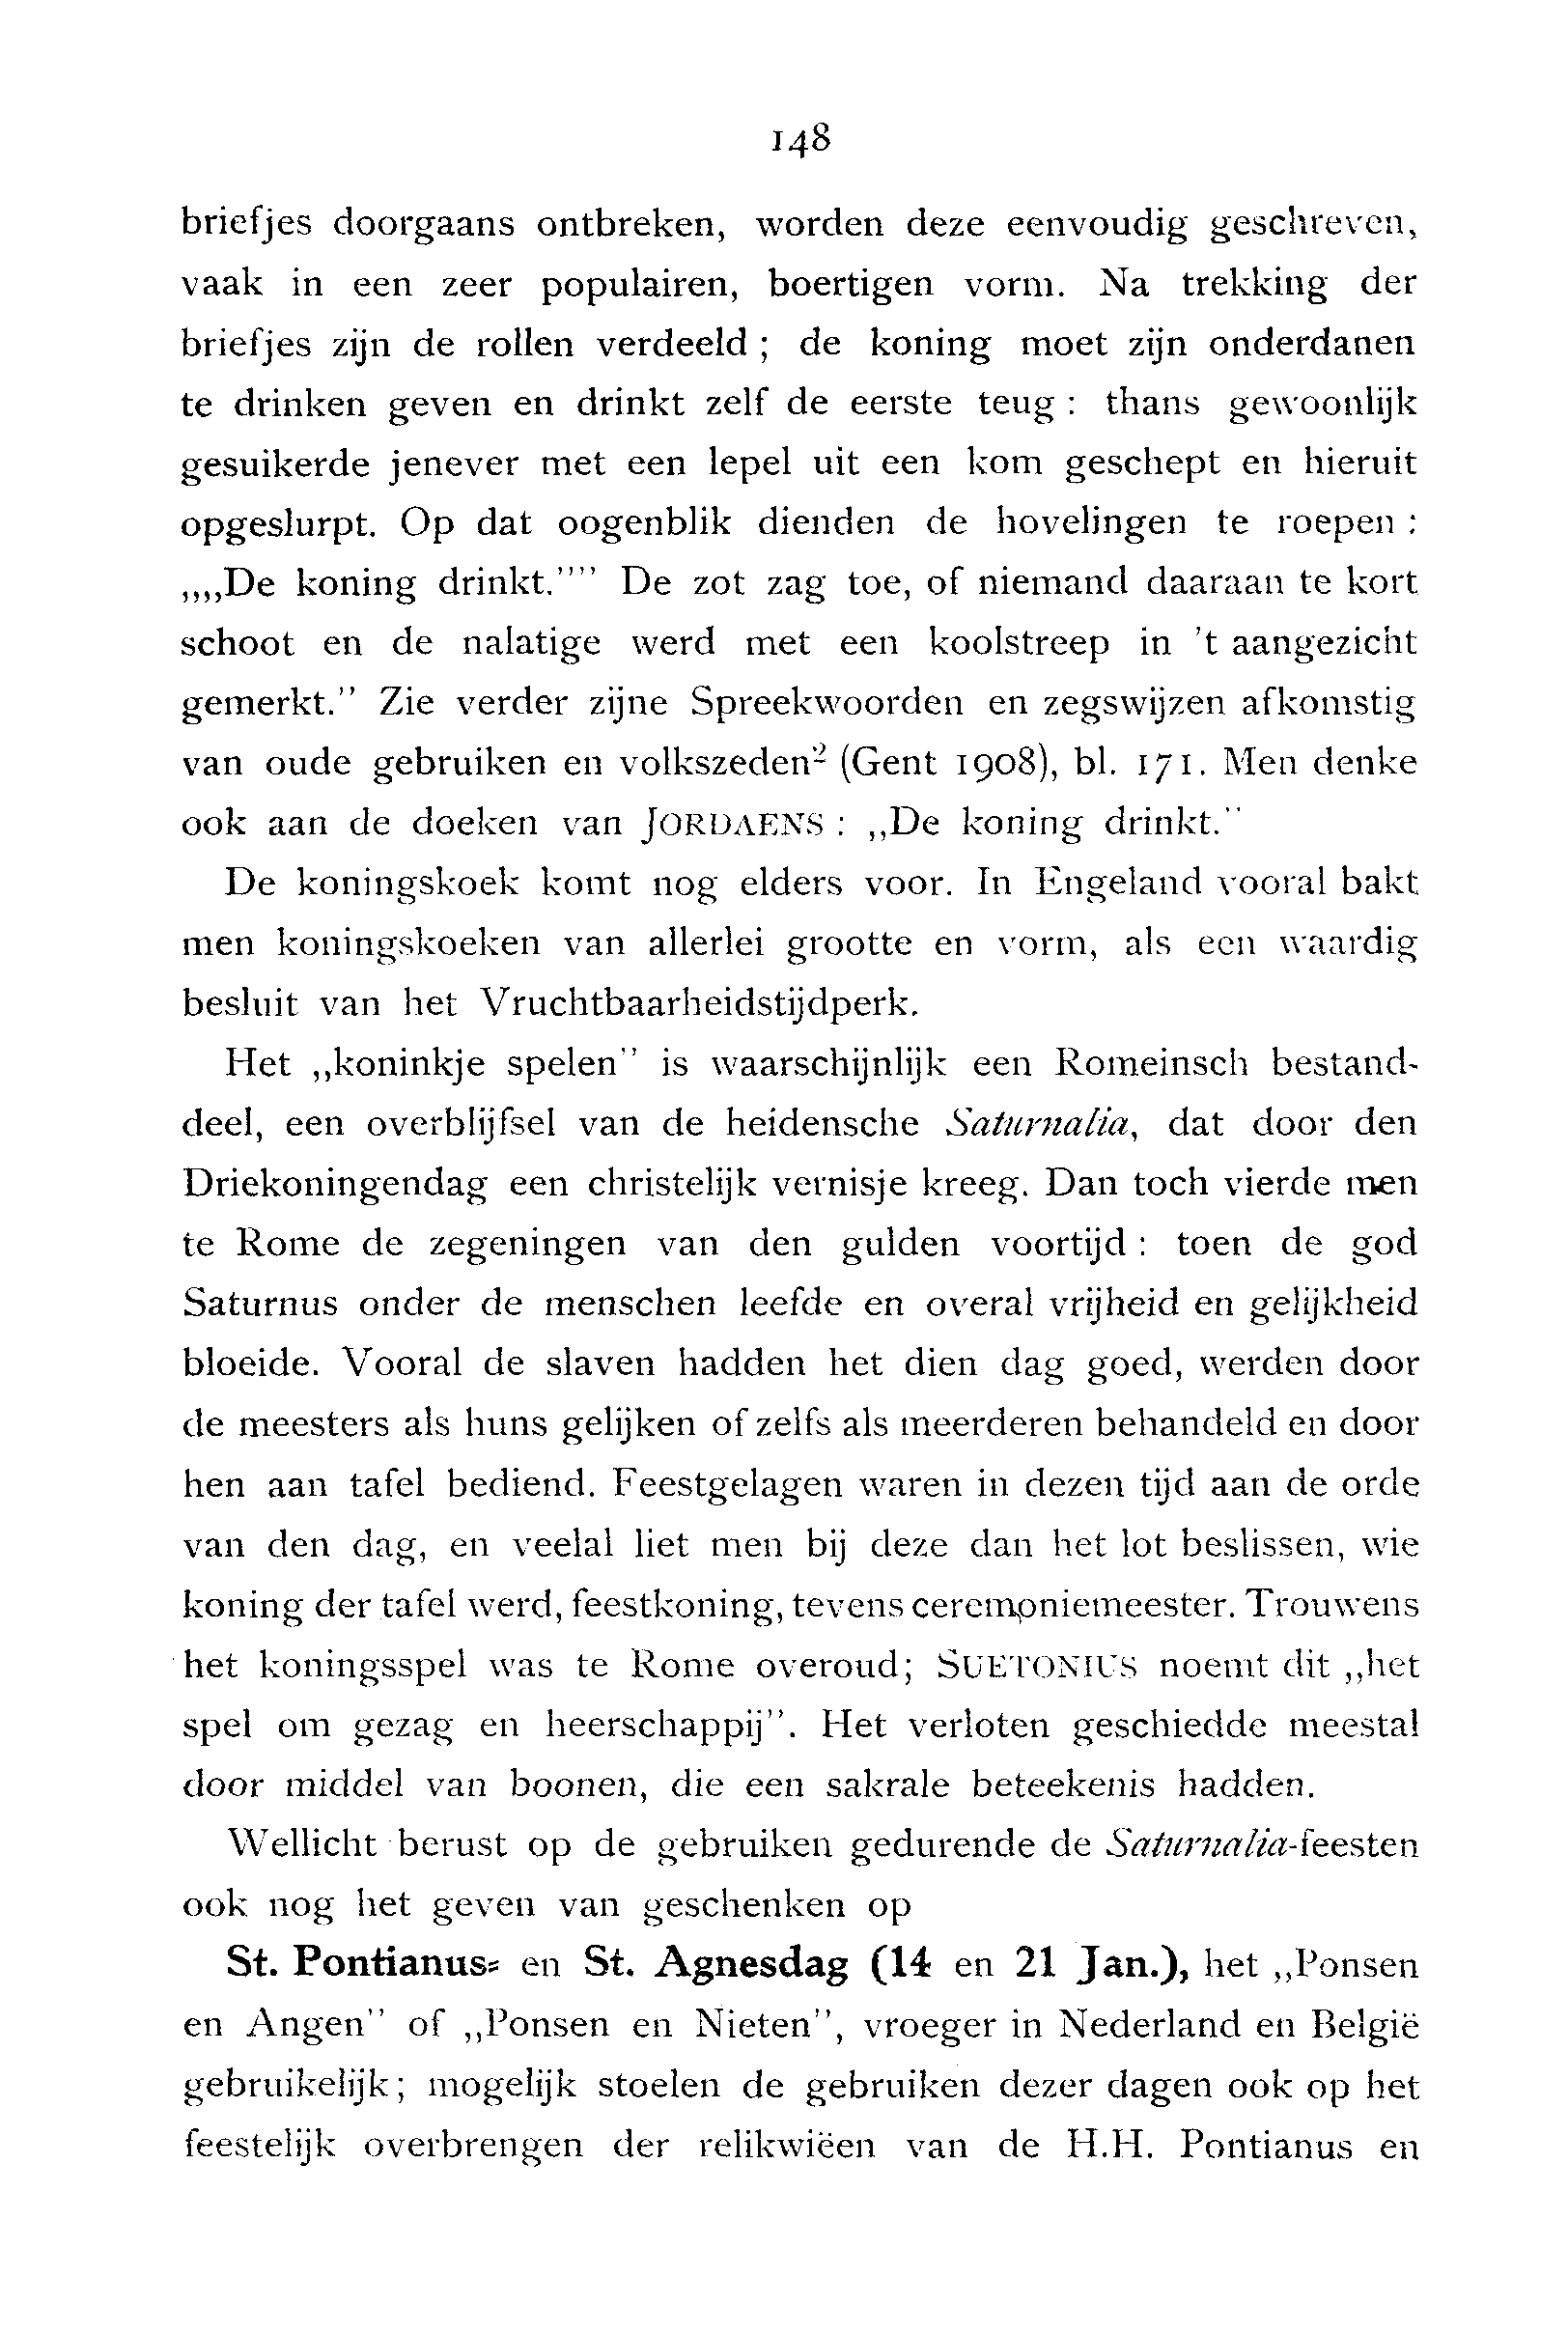 148
briefjes doorgaans ontbreken, worden deze eenvoudig geschreven,
vaak in een zeer populairen, boertigen vorm. Na trekking der
briefjes zijn de rollen verdeeld ; de koning moet zijn onderdanen
te drinken geven en drinkt zelf de eerste teug : thans gewoonlijk
gesuikerde jenever met een lepel uit een kom geschept en hieruit
opgeslurpt. Op dat oogenblik dienden de hovelingen te roepen :
„„De koning drinkt.”” De zot zag toe, of niemand daaraan te kort
schoot en de nalatige werd met een koolstreep in 't aangezicht
gemerkt.” Zie verder zijne Spreekwoorden en zegswijzen afkomstig
van oude gebruiken en volkszeden² (Gent 1908), bl. 171. Men denke
ook aan de doeken van JORDAENS : „De koning drinkt.”
De koningskoek komt nog elders voor. In Engeland vooral bakt
men koningskoeken van allerlei grootte en vorm, als een waardig
besluit van het Vruchtbaarheidstijdperk.
Het „koninkje spelen” is waarschijnlijk een Romeinsch bestand-
deel, een overblijfsel van de heidensche Saturnalia, dat door den
Driekoningendag een christelijk vernisje kreeg. Dan toch vierde men
te Rome de zegeningen van den gulden voortijd : toen de god
Saturnus onder de menschen leefde en overal vrijheid en gelijkheid
bloeide. Vooral de slaven hadden het dien dag goed, werden door
de meesters als huns gelijken of zelfs als meerderen behandeld en door
hen aan tafel bediend. Feestgelagen waren in dezen tijd aan de orde
van den dag, en veelal liet men bij deze dan het lot beslissen, wie
koning der tafel werd, feestkoning, tevens ceremoniemeester. Trouwens
het koningsspel was te Rome overoud; SUETONIUS noemt dit „het
spel om gezag en heerschappij”. Het verloten geschiedde meestal
door middel van boonen, die een sakrale beteekenis hadden.
Wellicht berust op de gebruiken gedurende de Saturnalia-feesten
ook nog het geven van geschenken op
St. Pontianus- en St. Agnesdag (14 en 21 Jan.), het „Ponsen
en Angen” of „Ponsen en Nieten”, vroeger in Nederland en België
gebruikelijk; mogelijk stoelen de gebruiken dezer dagen ook op het
feestelijk overbrengen der relikwieën van de H.H. Pontianus en